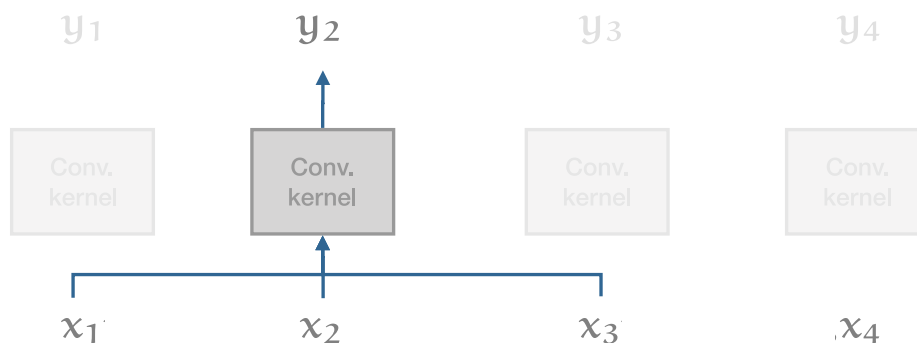 y₁ y₂ y₃ y₄
Conv. Conv. Conv. Conv.
kernel kernel kernel kernel
x₁ x₂ x₃ x₄